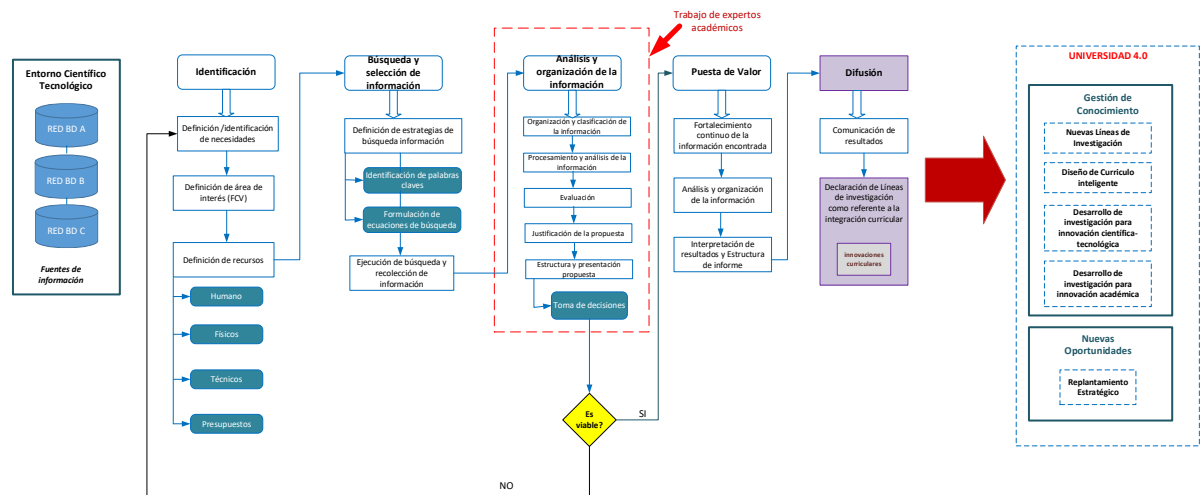 Trabajo de expertos
académicos
Entorno Científico
Tecnológico
RED BD A
RED BD B
RED BD C
Fuentes de
información
Identificación
Definición /identificación
de necesidades
Definición de área de
interés (FCV)
Definición de recursos
Humano
Físicos
Técnicos
Presupuestos
Búsqueda y
selección de
información
Definición de estrategias de
búsqueda información
Identificación de palabras
claves
Formulación de
ecuaciones de búsqueda
Ejecución de búsqueda y
recolección de
información
Análisis y
organización de la
información
Organización y clasificación de
la información
Procesamiento y análisis de la
información
Evaluación
Justificación de la propuesta
Estructura y presentación
propuesta
Toma de decisiones
Es
viable?
SI
NO
Puesta de Valor
Fortalecimiento
continuo de la
información encontrada
Análisis y organización
de la información
Interpretación de
resultados y Estructura
de informe
Difusión
Comunicación de
resultados
Declaración de Líneas
de investigación
como referente a la
integración curricular
innovaciones
curriculares
UNIVERSIDAD 4.0
Gestión de
Conocimiento
Nuevas Líneas de
Investigación
Diseño de Curriculo
inteligente
Desarrollo de
investigación para
innovación científica-
tecnológica
Desarrollo de
investigación para
innovación académica
Nuevas
Oportunidades
Replantamiento
Estratégico